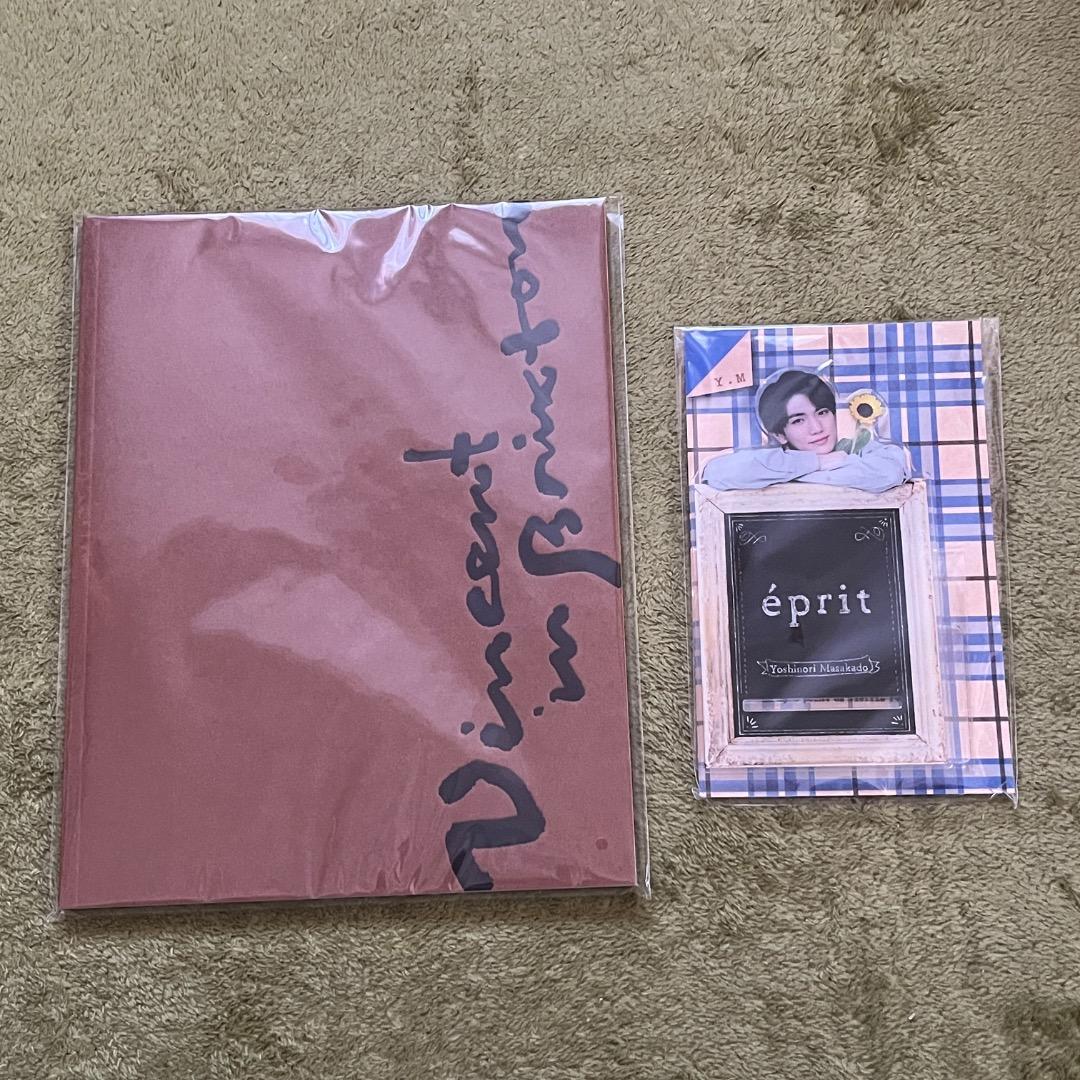 Vincent
in Brixton
Y.M
éprit
Yoshinori Masakado